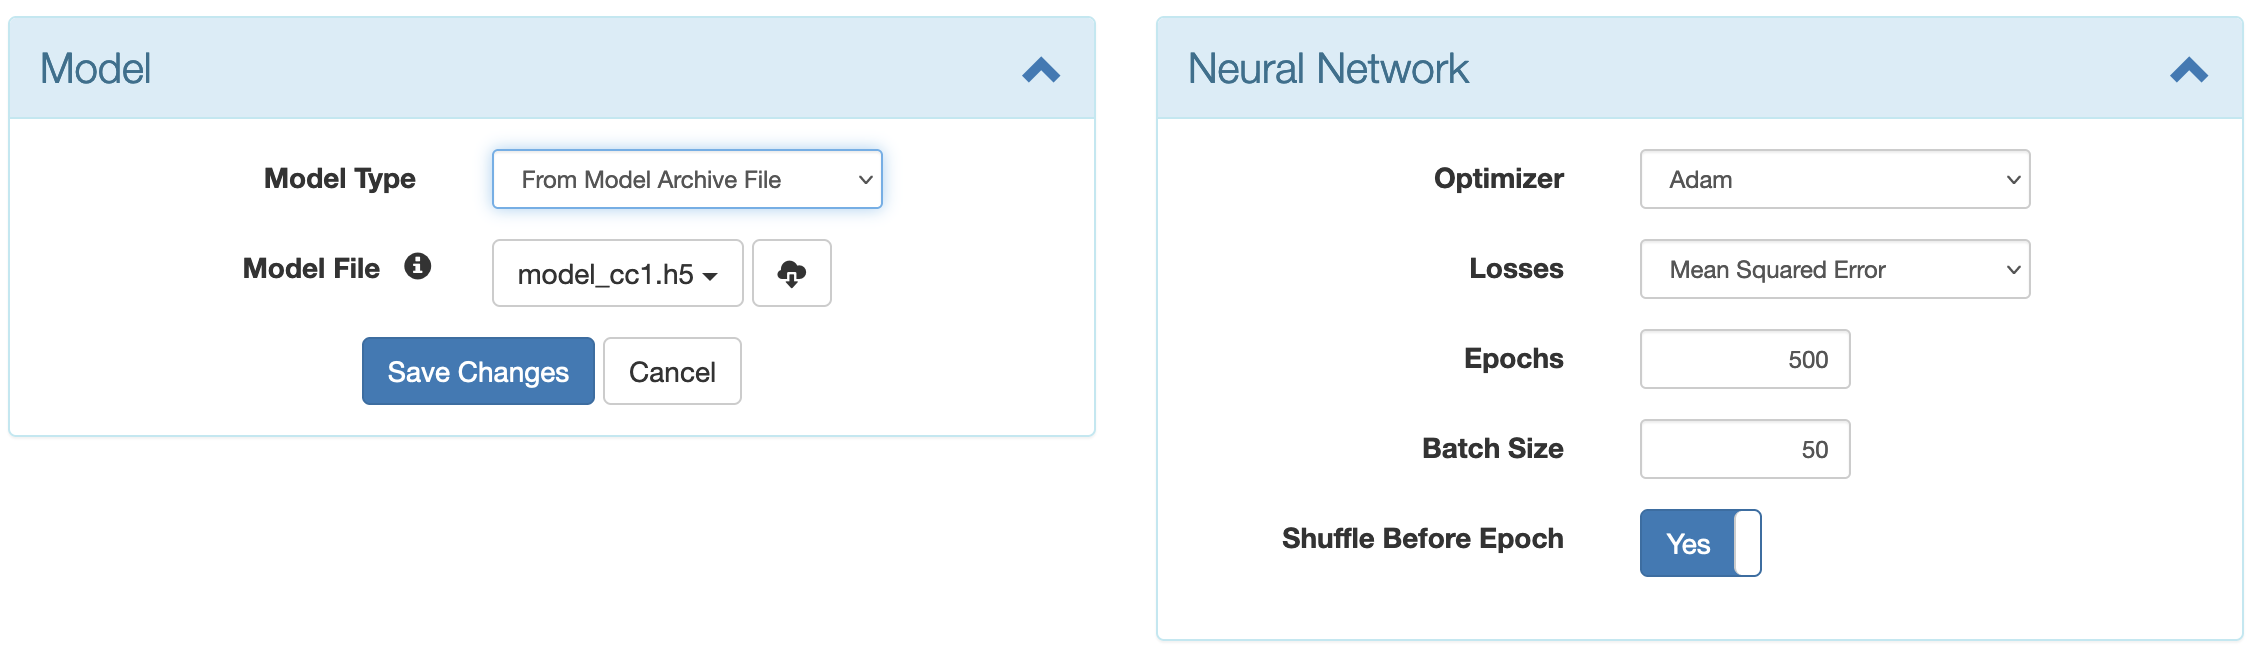 Model
Model Type From Model Archive File
Model File model_cc1.h5
Save Changes Cancel
Neural Network
Optimizer Adam
Losses Mean Squared Error
Epochs 500
Batch Size 50
Shuffle Before Epoch Yes